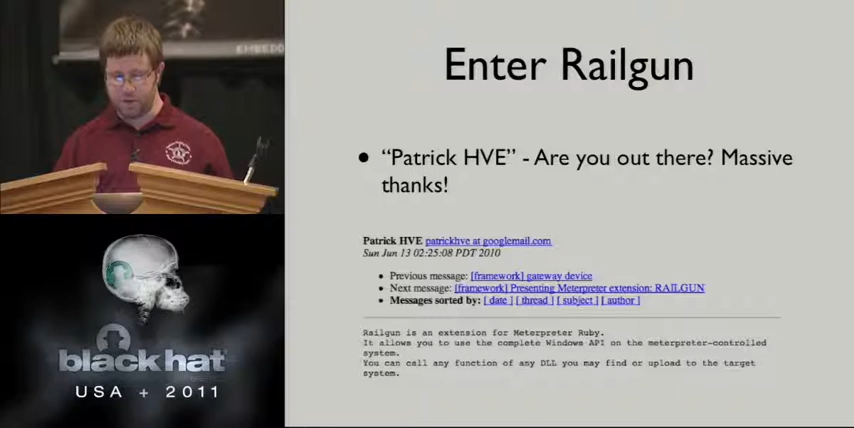 EMBEDD
Enter Railgun
● “Patrick HVE” - Are you out there? Massive
thanks!
Patrick HVE patrickhve at googlemail.com
Sun Jun 13 02:25:08 PDT 2010
• Previous message: [framework] gateway device
• Next message: [framework] Presenting Meterpreter extension: RAILGUN
• Messages sorted by: [ date ] [ thread ] [ subject ] [ author ]
Railgun is an extension for Meterpreter Ruby.
It allows you to use the complete Windows API on the meterpreter-controlled
system.
You can call any function of any DLL you may find or upload to the target
system.
black hat
USA + 2011